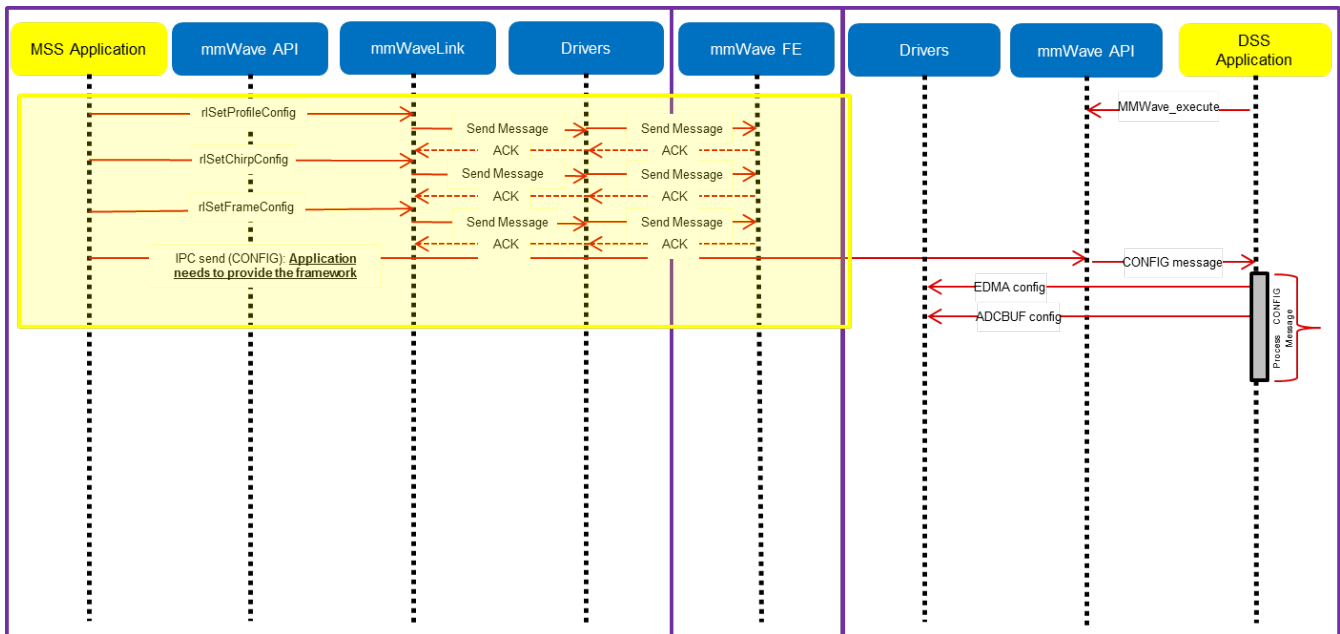 MSS Application
mmWave API
mmWaveLink
Drivers
mmWave FE
Drivers
mmWave API
DSS
Application
rlSetProfileConfig
MMWave_execute
Send Message
Send Message
ACK
ACK
rlSetChirpConfig
Send Message
Send Message
ACK
ACK
rlSetFrameConfig
Send Message
Send Message
ACK
ACK
IPC send (CONFIG): Application
needs to provide the framework
CONFIG message
EDMA config
ADCBUF config
Process CONFIG
Message